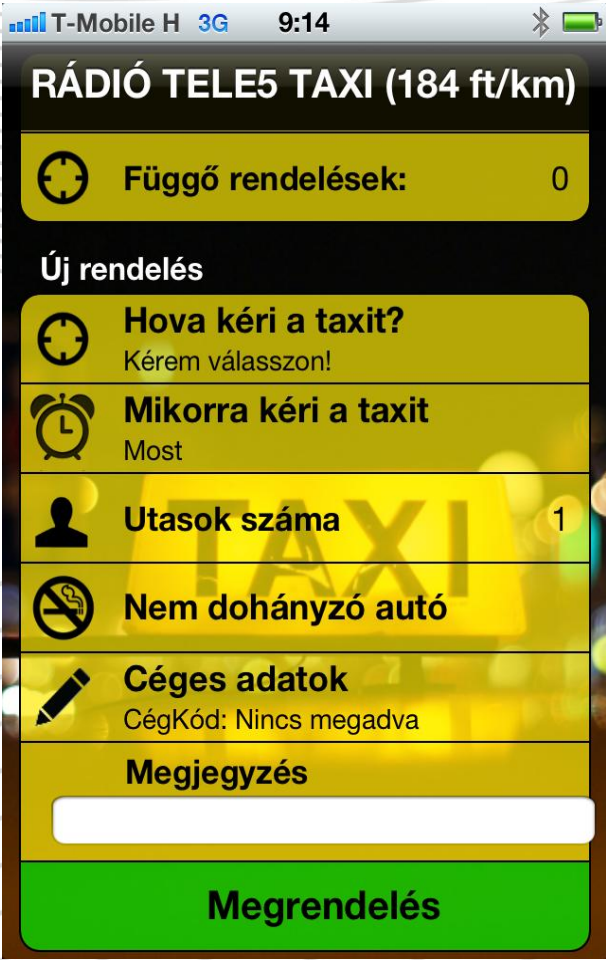 T-Mobile H 3G 9:14
RÁDIÓ TELE5 TAXI (184 ft/km)
Függő rendelések: 0
Új rendelés
Hova kéri a taxit?
Kérem válasszon!
Mikorra kéri a taxit
Most
Utasok száma 1
TAXI
Nem dohányzó autó
Céges adatok
CégKód: Nincs megadva
Megjegyzés
Megrendelés